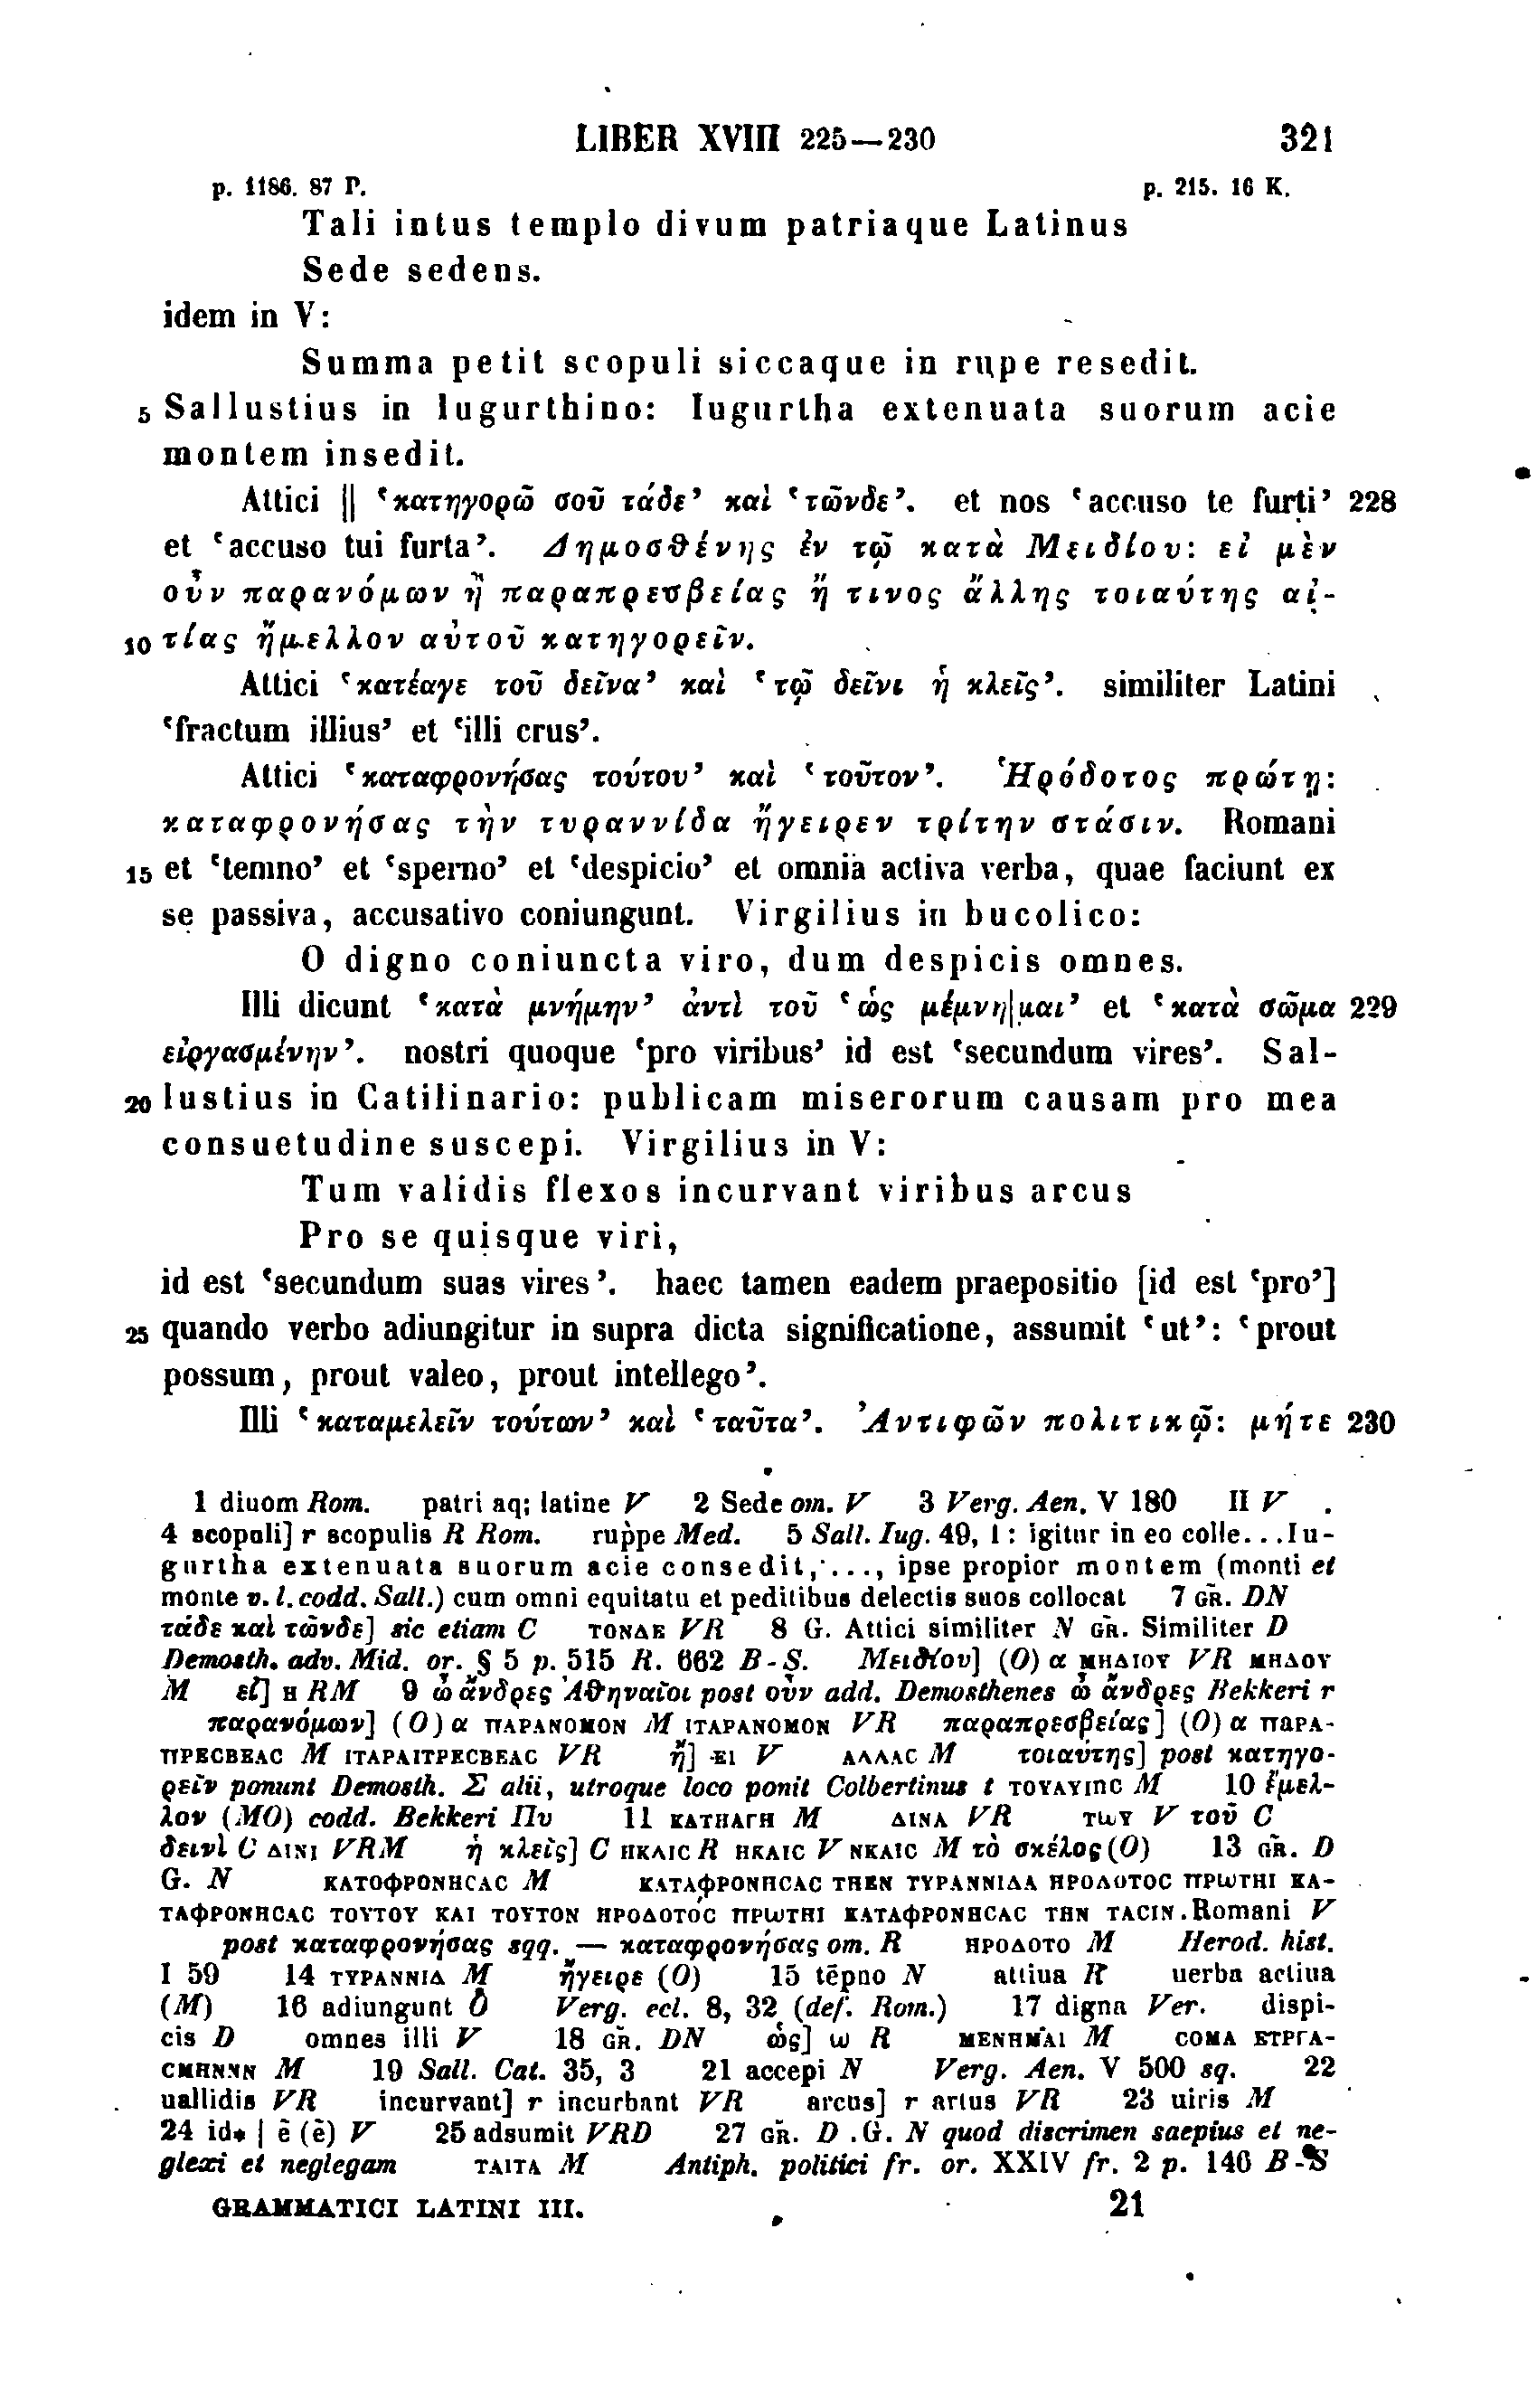 LIBER XVIII 225—230 321
p. 1186. 87 P. p. 215. 16 K.
Tali intus templo divum patriaque Latinus
Sede sedens.
idem in V:
Summa petit scopuli siccaque in rupe resedit.
5 Sallustius in Iugurthino: Iugurtha extenuata suorum acie
montem insedit.
Attici || ‘κατηγορῶ σοῦ τάδε’ καὶ ‘τῶνδε’. et nos ‘accuso te furti’ 228
et ‘accuso tui furta’. Δημοσθένης ἐν τῷ κατὰ Μειδίου: εἰ μὲν
οὖν παρανόμων ἢ παραπρεσβείας ἤ τινος ἄλλης τοιαύτης αἰ-
10 τίας ἤμελλον αὐτοῦ κατηγορεῖν.
Attici ‘κατέαγε τοῦ δεῖνα’ καὶ ‘τῷ δεῖνι ἡ κλεῖς’. similiter Latini
‘fractum illius’ et ‘illi crus’.
Attici ‘καταφρονήσας τούτου’ καὶ ‘τοῦτον’. Ἡρόδοτος πρώτῃ:
καταφρονήσας τὴν τυραννίδα ἤγειρεν τρίτην στάσιν. Romani
15 et ‘temno’ et ‘sperno’ et ‘despicio’ et omnia activa verba, quae faciunt ex
se passiva, accusativo coniungunt. Virgilius in bucolico:
O digno coniuncta viro, dum despicis omnes.
Illi dicunt ‘κατὰ μνήμην’ ἀντὶ τοῦ ‘ὡς μέμνη|μαι’ et ‘κατὰ σῶμα 229
εἰργασμένην’. nostri quoque ‘pro viribus’ id est ‘secundum vires’. Sal-
20 lustius in Catilinario: publicam miserorum causam pro mea
consuetudine suscepi. Virgilius in V:
Tum validis flexos incurvant viribus arcus
Pro se quisque viri,
id est ‘secundum suas vires’. haec tamen eadem praepositio [id est ‘pro’]
25 quando verbo adiungitur in supra dicta significatione, assumit ‘ut’: ‘prout
possum, prout valeo, prout intellego’.
Illi ‘καταμελεῖν τούτων’ καὶ ‘ταῦτα’. Ἀντιφῶν πολιτικῷ: μήτε 230
1 diuom Rom. patri aq; latine V 2 Sede om. V 3 Verg. Aen. V 180 II V
4 scopuli] r scopulis R Rom. ruppe Med. 5 Sall. Iug. 49, 1: igitur in eo colle...Iu-
gurtha extenuata suorum acie consedit,..., ipse propior montem (monti et
monte v. l. codd. Sall.) cum omni equitatu et peditibus delectis suos collocat 7 GR. DN
τάδε καὶ τῶνδε] sic etiam C ΤΟΝΔΕ VR 8 G. Attici similiter N GR. Similiter D
Demosth. adv. Mid. or. § 5 p. 515 R. 662 B-S. Μειδίου] (O) α ΜΗΔΙΟΥ VR ΜΗΔΟΥ
M εἰ] Η RM 9 ὦ ἄνδρες Ἀθηναῖοι post οὖν add. Demosthenes ὦ ἄνδρες Bekkeri r
παρανόμων] (O) α ΠΑΡΑΝΟΜΟΝ M ΙΤΑΡΑΝΟΜΟΝ VR παραπρεσβείας] (O) α ΠαΡΑ-
ΠΡΕCΒΕΑC M ΙΤΑΡΑΙΤΡΕCΒΕΑC VR ἤ] ΕΙ V ΑΛΛΑC M τοιαύτης] post κατηγο-
ρεῖν ponunt Demosth. Σ alii, utroque loco ponit Colbertinus t ΤΟΥΑΥΙΠC M 10 ἔμελ-
λον (MO) codd. Bekkeri Πυ 11 ΚΑΤΗΑΓΗ M ΔΙΝΑ VR ΤωΥ V τοῦ C
δεινὶ C ΔΙΝΙ VRM ἡ κλεῖς] C ΗΚΛΙC R ΗΚΑΙC V ΝΚΑΙC M τὸ σκέλος (O) 13 GR. D
G. N ΚΑΤΟΦΡΟΝΗCΑC M ΚΑΤΑΦΡΟΝΠCΑC ΤΗΕΝ ΤΥΡΑΝΝΙΔΑ ΗΡΟΔΟΤΟC ΠΡωΤΗΙ ΚΑ-
ΤΑΦΡΟΝΗCΑC ΤΟΥΤΟΥ ΚΑΙ ΤΟΥΤΟΝ ΗΡΟΔΟΤΟC ΠΡωΤΗΙ ΚΑΤΑΦΡΟΝΗCΑC ΤΗΝ ΤΑCΙΝ. Romani V
post καταφρονήσας sqq. — καταφρονήσας om. R ΗΡΟΔΟΤΟ M Herod. hist.
I 59 14 ΤΥΡΑΝΝΙΔ M ἤγειρε (O) 15 tēpno N attiua R uerba actiua
(M) 16 adiungunt O Verg. ecl. 8, 32 (def. Rom.) 17 digna Ver. dispi-
cis D omnes illi V 18 GR. DN ὡς] ω R ΜΕΝΗΜΑΙ M CΟΜΑ ΕΤΡΓΑ-
CΜΗΝΝΝ M 19 Sall. Cat. 35, 3 21 accepi N Verg. Aen. V 500 sq. 22
uallidis VR incurvant] r incurbant VR arcus] r artus VR 23 uiris M
24 id* | ē (ē) V 25 adsumit VRD 27 GR. D .G. N quod discrimen saepius et ne-
glexi et neglegam ΤΑΙΤΑ M Antiph. politici fr. or. XXIV fr. 2 p. 140 B-S
GRAMMATICI LATINI III. 21